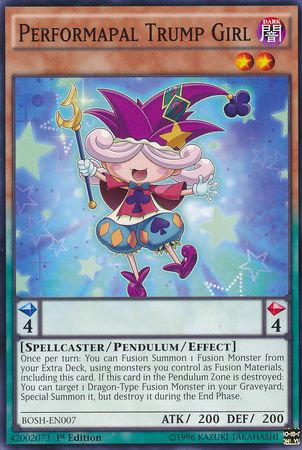 PERFORMAPAL TRUMP GIRL
DARK
闇
4
4
[SPELLCASTER / PENDULUM / EFFECT]
Once per turn: You can Fusion Summon 1 Fusion Monster from
your Extra Deck, using monsters you control as Fusion Materials,
including this card. If this card in the Pendulum Zone is destroyed:
You can target 1 Dragon-Type Fusion Monster in your Graveyard;
Special Summon it, but destroy it during the End Phase.
BOSH-EN007
ATK / 200 DEF / 200
42002073 1st Edition
©1996 KAZUKI TAKAHASHI